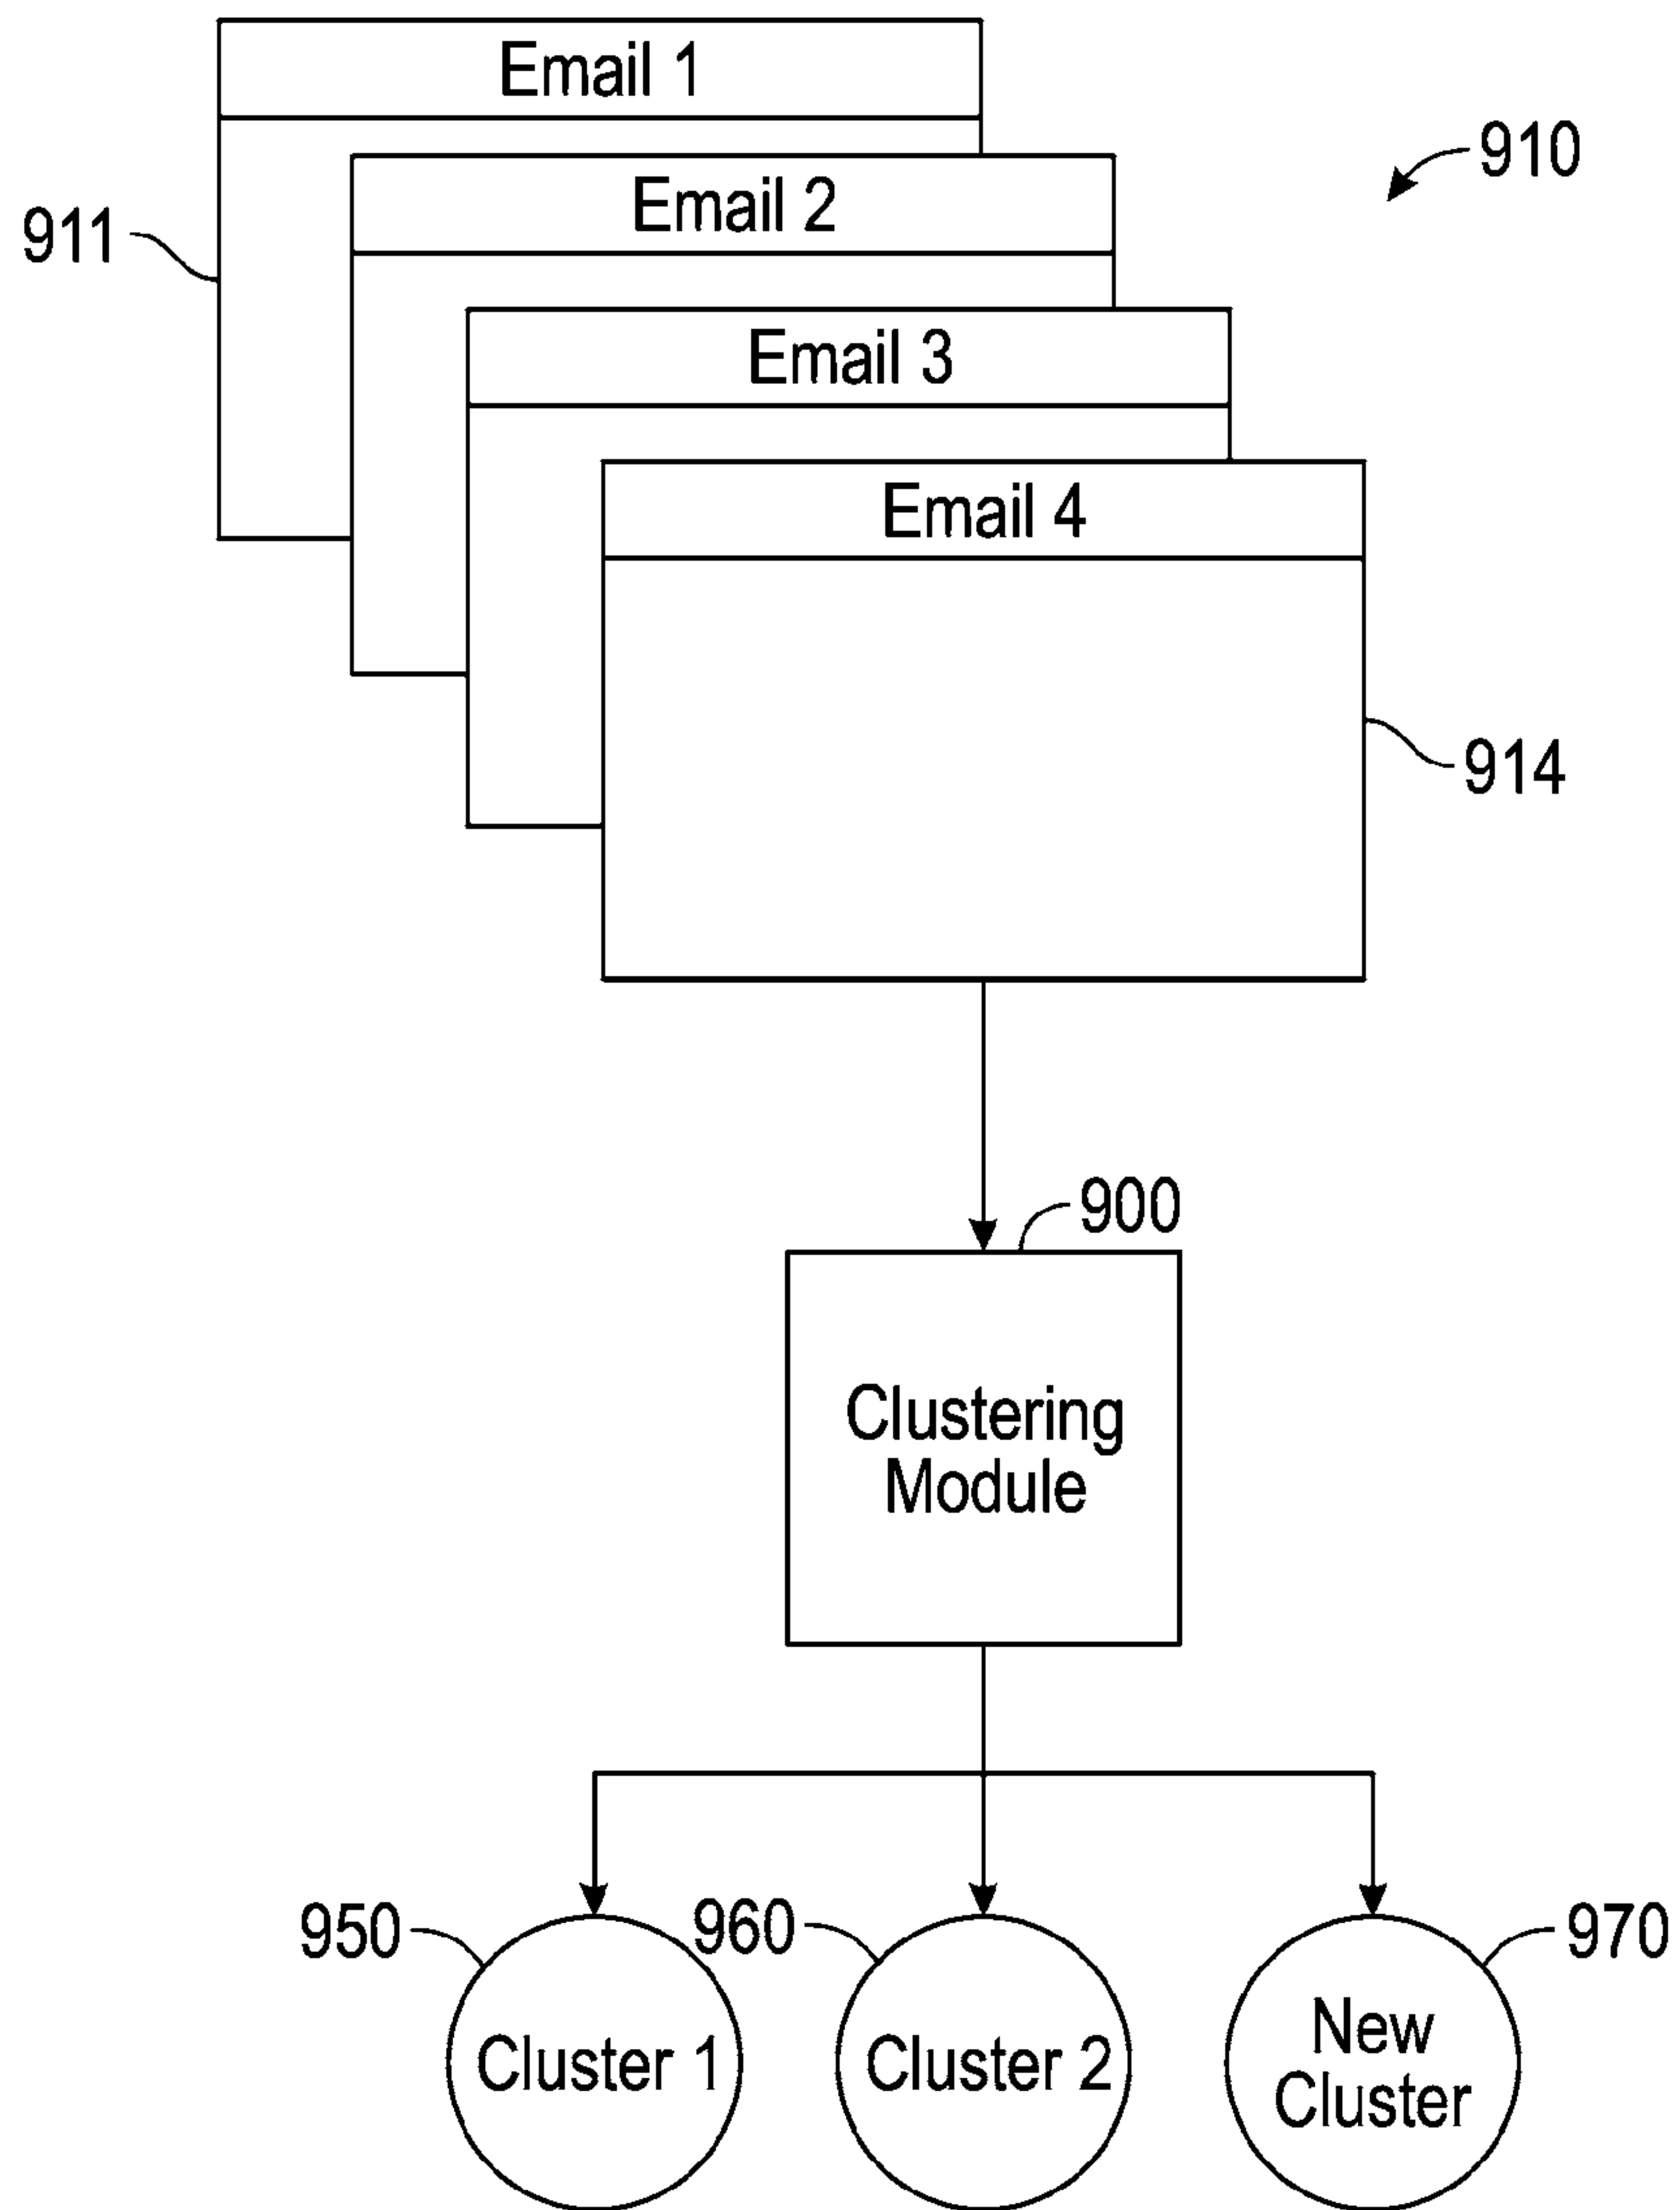 Email 1
910
Email 2
911
Email 3
Email 4
914
900
Clustering
Module
950
960
970
Cluster 1
Cluster 2
New
Cluster